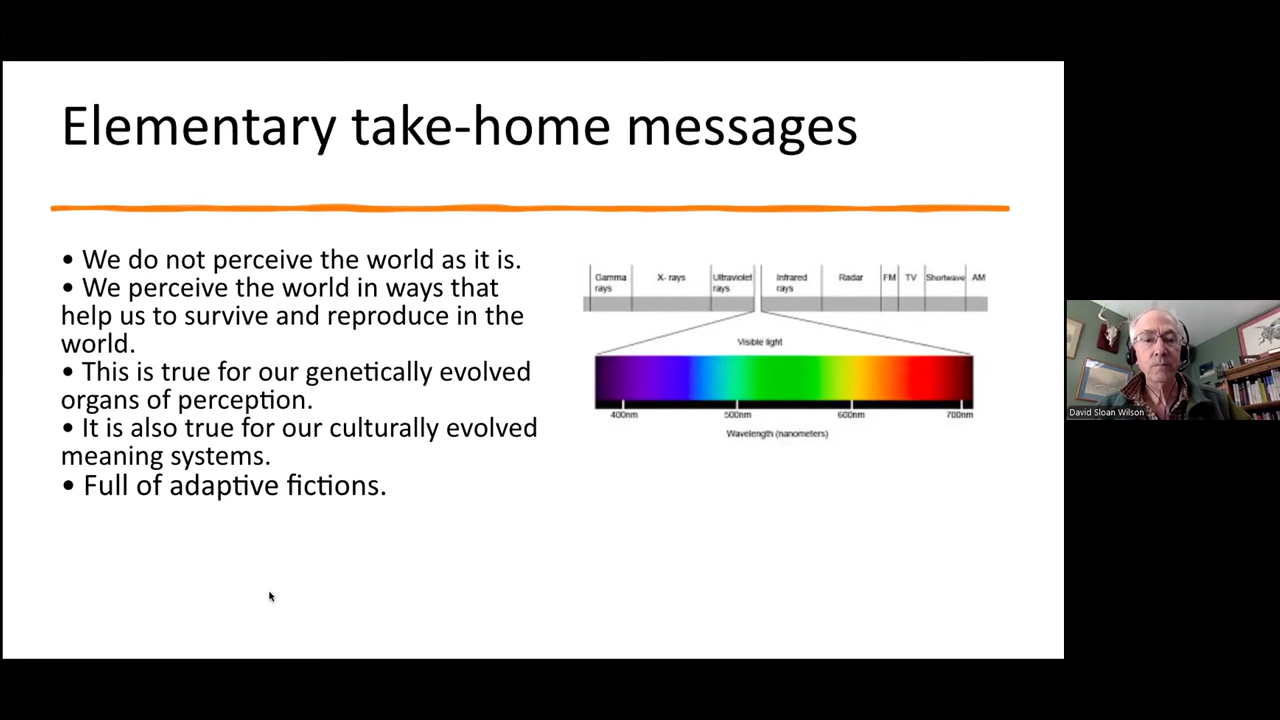 Elementary take-home messages
• We do not perceive the world as it is.
• We perceive the world in ways that
help us to survive and reproduce in the
world.
• This is true for our genetically evolved
organs of perception.
• It is also true for our culturally evolved
meaning systems.
• Full of adaptive fictions.
Gamma rays X- rays Ultraviolet rays Infrared rays Radar FM TV Shortwave AM
Visible light
400nm 500nm 600nm 700nm
Wavelength (nanometers)
David Sloan Wilson